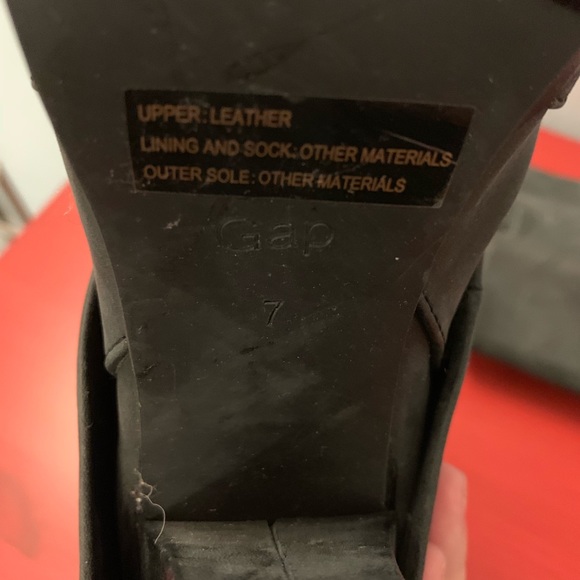 UPPER: LEATHER
LINING AND SOCK: OTHER MATERIALS
OUTER SOLE: OTHER MATERIALS
Gap
7